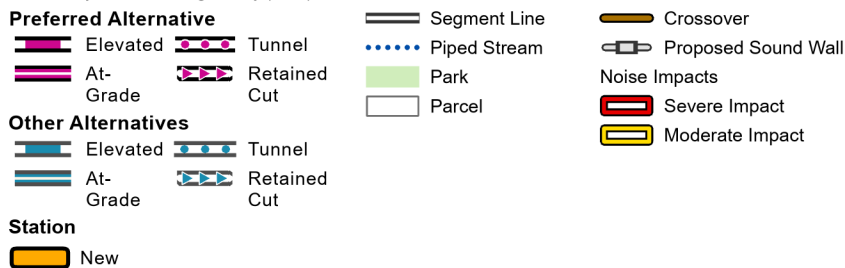 Preferred Alternative
Elevated
Tunnel
At-
Grade
Retained
Cut
Other Alternatives
Elevated
Tunnel
At-
Grade
Retained
Cut
Station
New
Segment Line
Piped Stream
Park
Parcel
Crossover
Proposed Sound Wall
Noise Impacts
Severe Impact
Moderate Impact